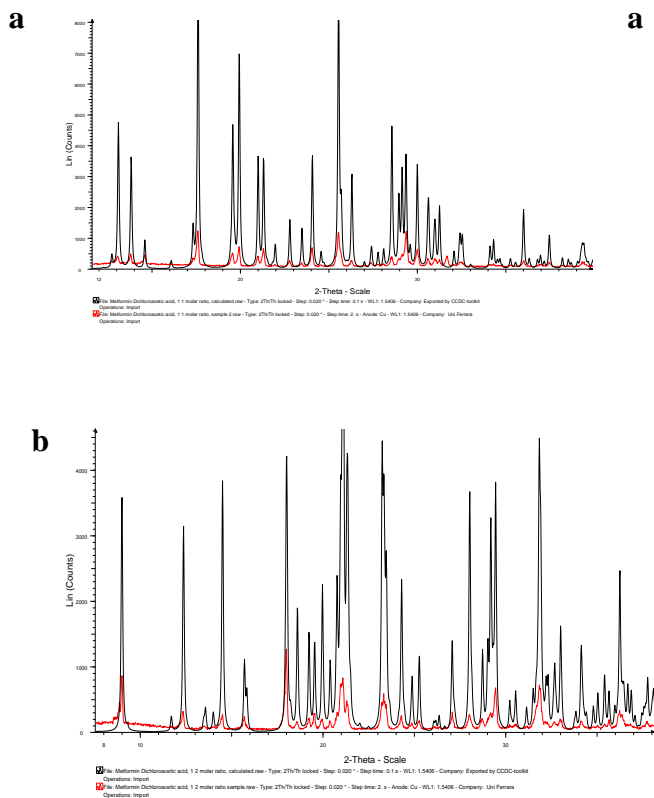 a a
8000
7000
6000
5000
Lin (Counts)
4000
3000
2000
1000
0
12 20 30
2-Theta - Scale
File: Metformin Dichloroacetic acid, 1 1 molar ratio, calculated.raw - Type: 2Th/Th locked - Step: 0.020 ° - Step time: 0.1 s - WL1: 1.5406 - Company: Exported by CCDC-toolkit
Operations: Import
File: Metformin Dichloroacetic acid, 1 1 molar ratio, sample 2.raw - Type: 2Th/Th locked - Step: 0.020 ° - Step time: 2. s - Anode: Cu - WL1: 1.5406 - Company: Uni Ferrara
Operations: Import
b
4000
3000
Lin (Counts)
2000
1000
0
8 10 20 30
2-Theta - Scale
File: Metformin Dichloroacetic acid, 1 2 molar ratio, calculated.raw - Type: 2Th/Th locked - Step: 0.020 ° - Step time: 0.1 s - WL1: 1.5406 - Company: Exported by CCDC-toolkit
Operations: Import
File: Metformin Dichloroacetic acid, 1 2 molar ratio sample.raw - Type: 2Th/Th locked - Step: 0.020 ° - Step time: 2. s - Anode: Cu - WL1: 1.5406 - Company: Uni Ferrara
Operations: Import